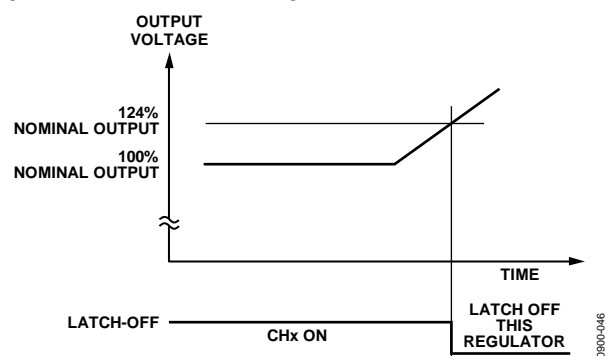 OUTPUT
VOLTAGE
124%
NOMINAL OUTPUT
100%
NOMINAL OUTPUT
TIME
LATCH-OFF
CHx ON
LATCH OFF
THIS
REGULATOR